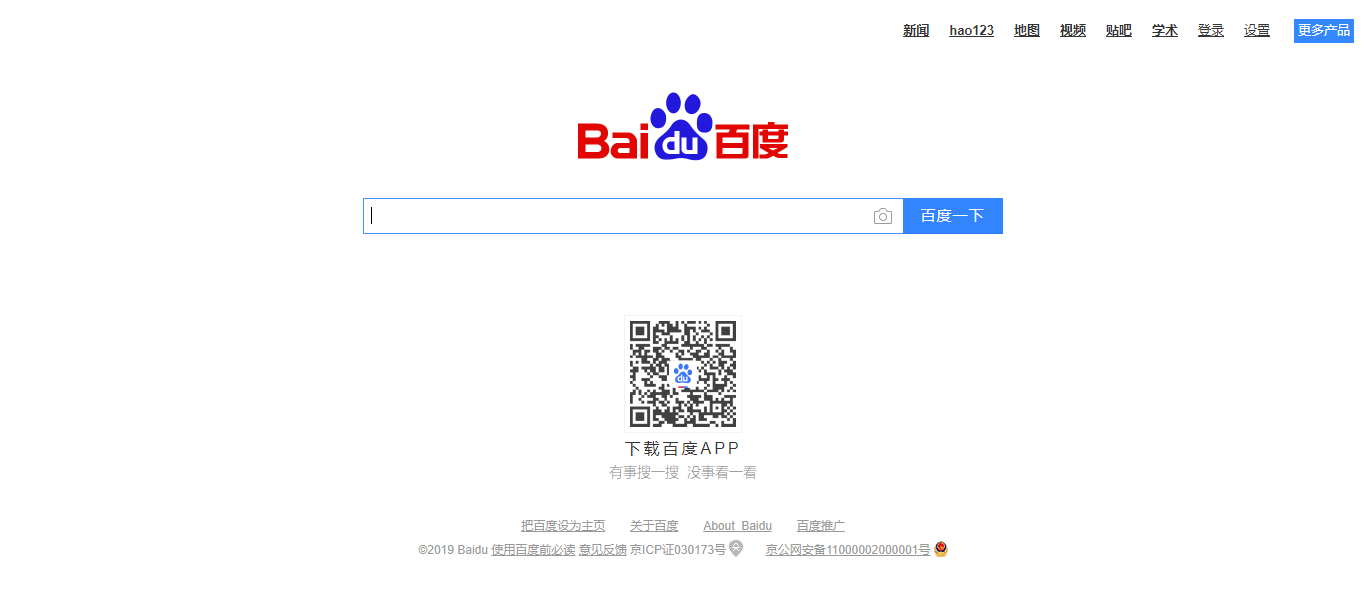 新闻 hao123 地图 视频 贴吧 学术 登录 设置 更多产品
Bai du 百度
百度一下
du
下载百度APP
有事搜一搜 没事看一看
把百度设为主页 关于百度 About Baidu 百度推广
©2019 Baidu 使用百度前必读 意见反馈 京ICP证030173号 京公网安备11000002000001号